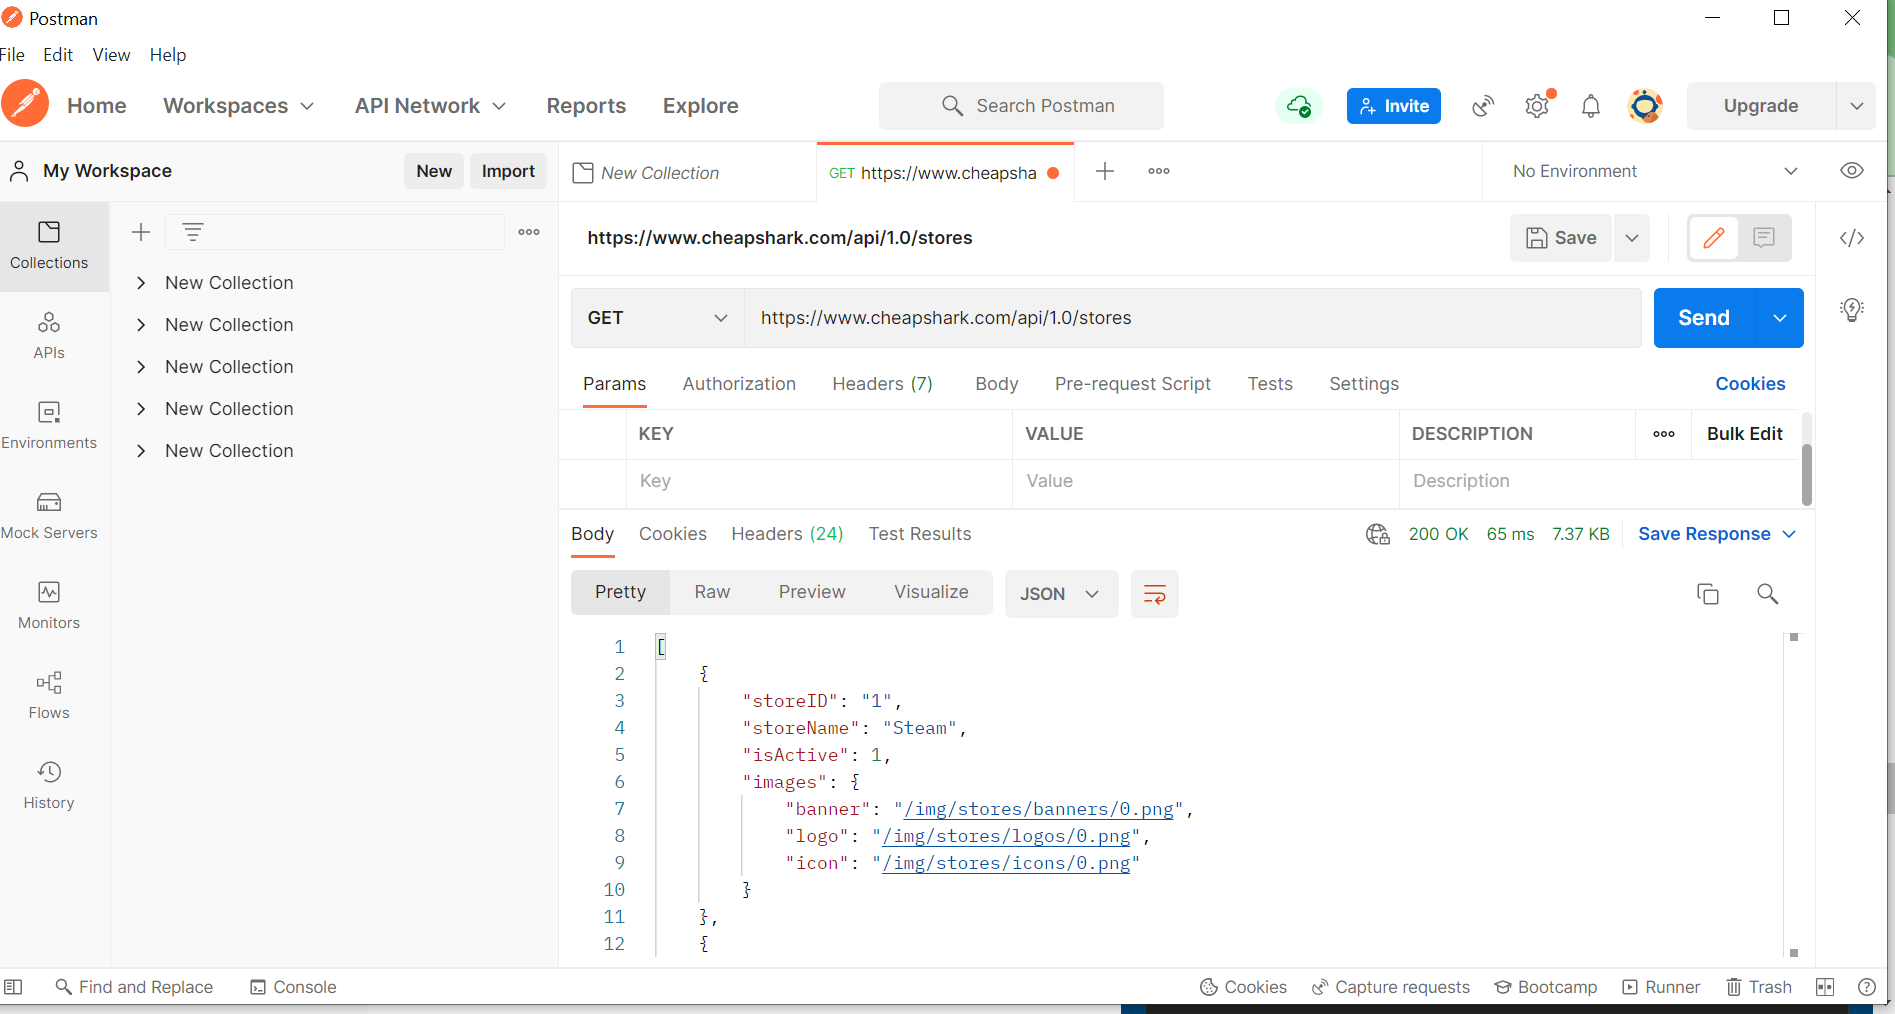 Postman
File Edit View Help
Home Workspaces API Network Reports Explore Search Postman Invite Upgrade
My Workspace New Import New Collection GET https://www.cheapsha No Environment
https://www.cheapshark.com/api/1.0/stores Save
Collections
New Collection
New Collection
New Collection
New Collection
New Collection
APIs
Environments
Mock Servers
Monitors
Flows
History
GET https://www.cheapshark.com/api/1.0/stores Send
Params Authorization Headers (7) Body Pre-request Script Tests Settings Cookies
KEY VALUE DESCRIPTION Bulk Edit
Key Value Description
Body Cookies Headers (24) Test Results 200 OK 65 ms 7.37 KB Save Response
Pretty Raw Preview Visualize JSON
1 [
2 {
3 "storeID": "1",
4 "storeName": "Steam",
5 "isActive": 1,
6 "images": {
7 "banner": "/img/stores/banners/0.png",
8 "logo": "/img/stores/logos/0.png",
9 "icon": "/img/stores/icons/0.png"
10 }
11 },
12 {
Find and Replace Console Cookies Capture requests Bootcamp Runner Trash